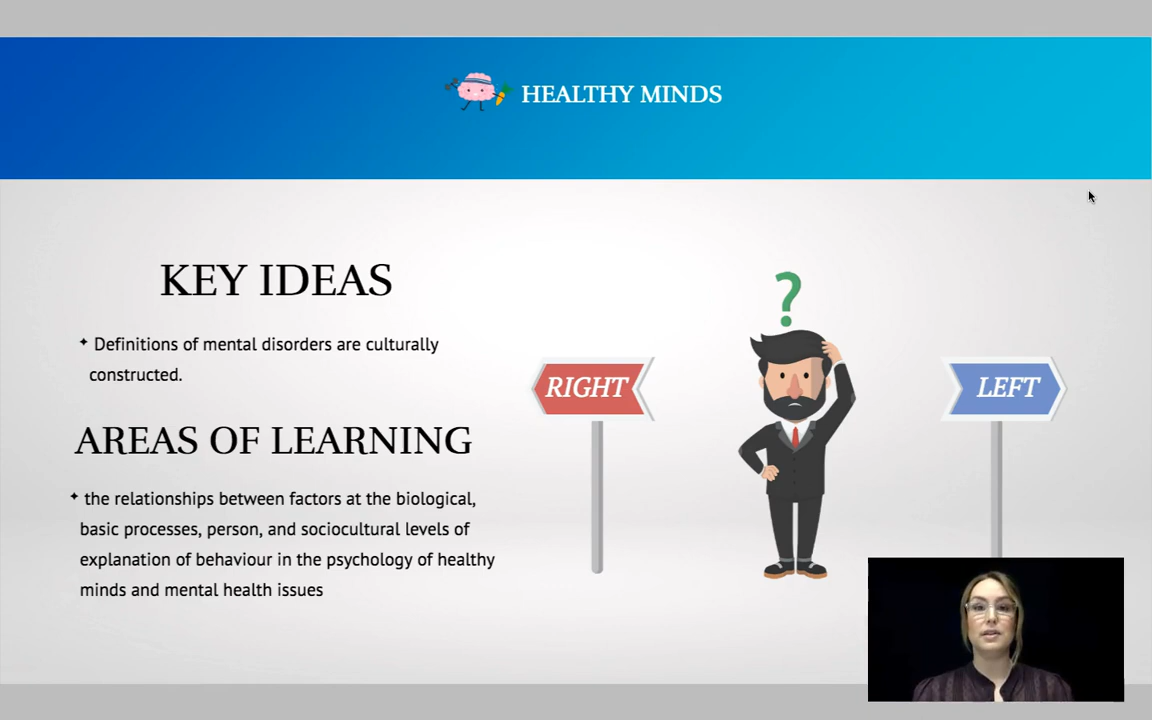 HEALTHY MINDS
KEY IDEAS
✦ Definitions of mental disorders are culturally
constructed.
AREAS OF LEARNING
✦ the relationships between factors at the biological,
basic processes, person, and sociocultural levels of
explanation of behaviour in the psychology of healthy
minds and mental health issues
?
RIGHT
LEFT